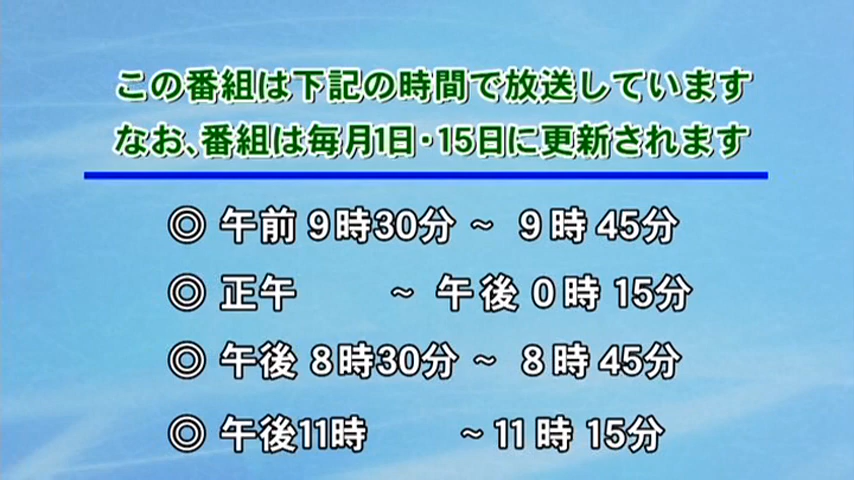 この番組は下記の時間で放送しています
なお、番組は毎月1日・15日に更新されます
◎ 午前 9時30分 ~ 9時 45分
◎ 正午 ~ 午後 0時 15分
◎ 午後 8時30分 ~ 8時 45分
◎ 午後11時 ~ 11時 15分